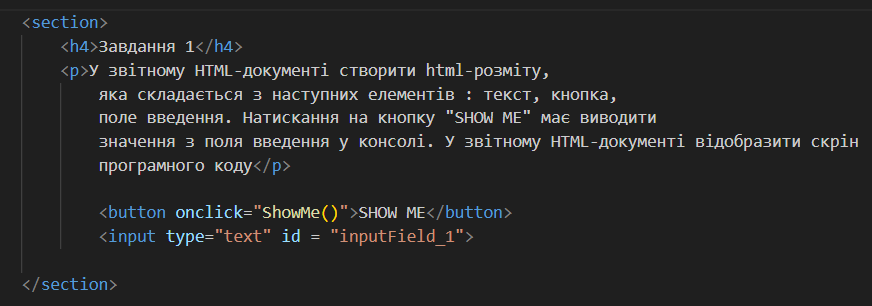 <section>
<h4>Завдання 1</h4>
<p>У звітному HTML-документі створити html-розміту,
яка складається з наступних елементів : текст, кнопка,
поле введення. Натискання на кнопку "SHOW ME" має виводити
значення з поля введення у консолі. У звітному HTML-документі відобразити скрін
програмного коду</p>
<button onclick="ShowMe()">SHOW ME</button>
<input type="text" id = "inputField_1">
</section>